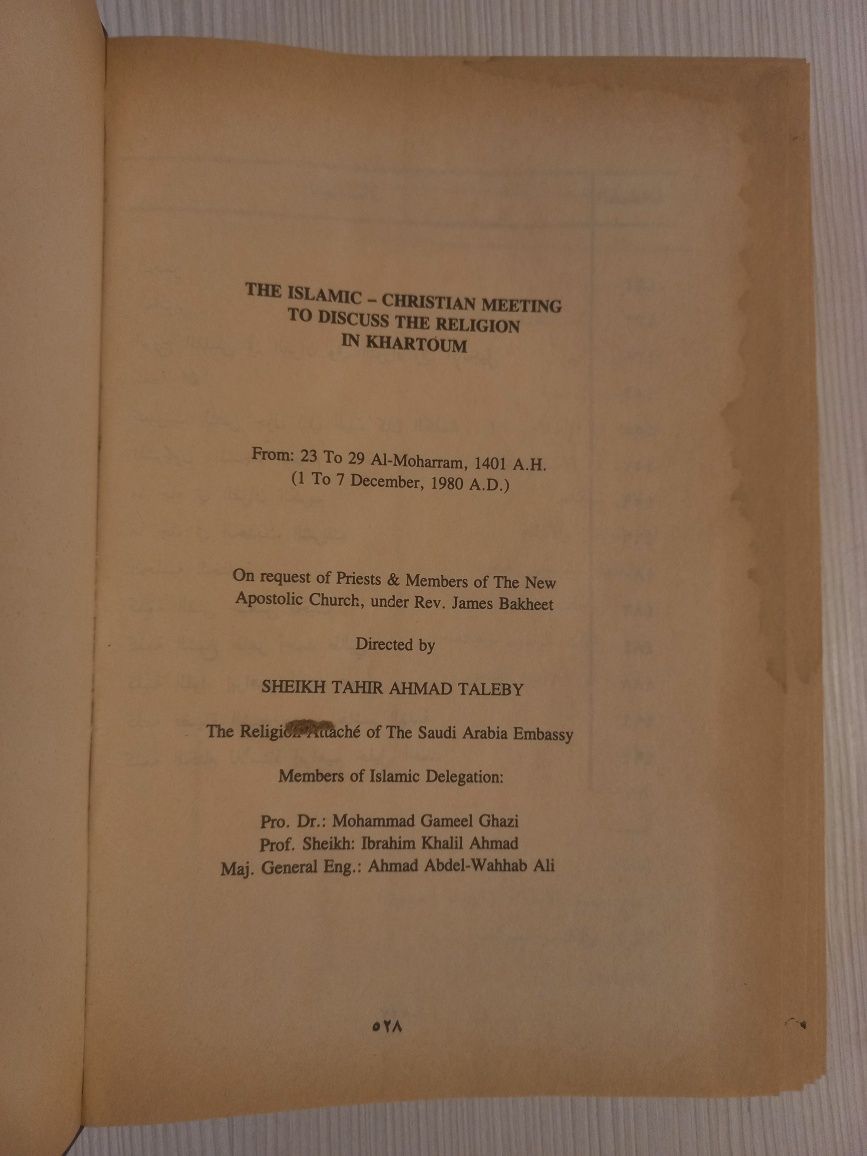 THE ISLAMIC – CHRISTIAN MEETING
TO DISCUSS THE RELIGION
IN KHARTOUM
From: 23 To 29 Al-Moharram, 1401 A.H.
(1 To 7 December, 1980 A.D.)
On request of Priests & Members of The New
Apostolic Church, under Rev. James Bakheet
Directed by
SHEIKH TAHIR AHMAD TALEBY
The Religion Attaché of The Saudi Arabia Embassy
Members of Islamic Delegation:
Pro. Dr.: Mohammad Gameel Ghazi
Prof. Sheikh: Ibrahim Khalil Ahmad
Maj. General Eng.: Ahmad Abdel-Wahhab Ali
٥٢٨